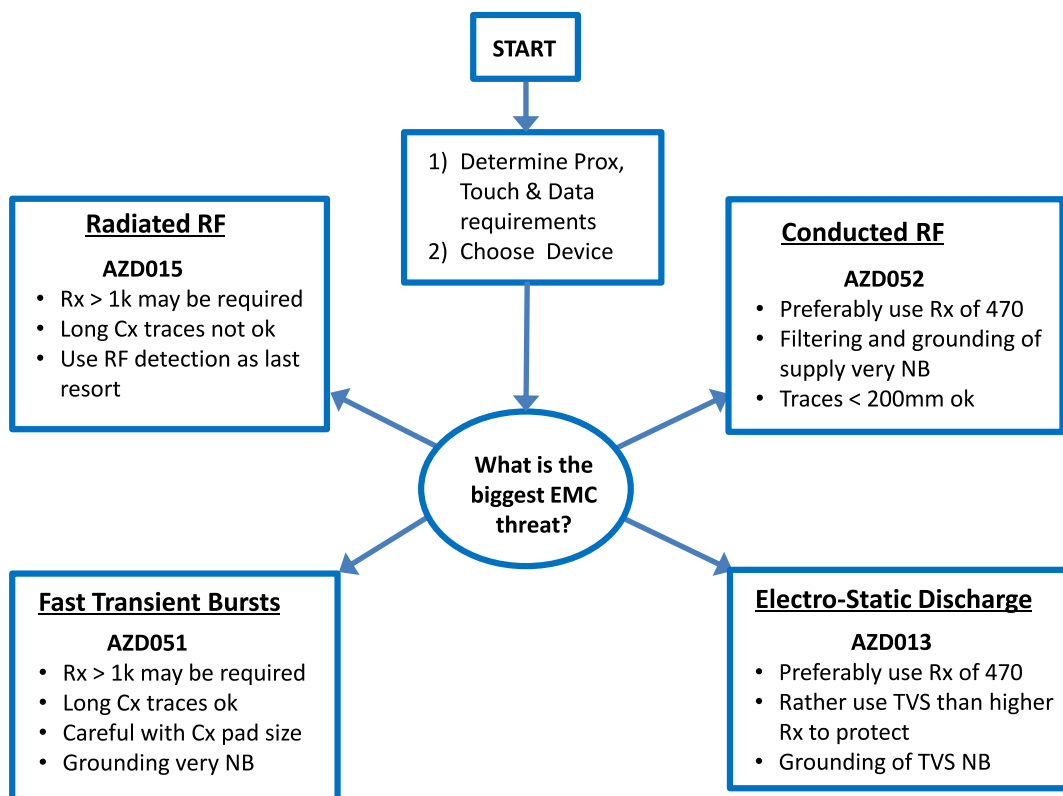 START
1) Determine Prox,
Touch & Data
requirements
2) Choose Device
Radiated RF
AZD015
• Rx > 1k may be required
• Long Cx traces not ok
• Use RF detection as last
resort
Conducted RF
AZD052
• Preferably use Rx of 470
• Filtering and grounding of
supply very NB
• Traces < 200mm ok
What is the
biggest EMC
threat?
Fast Transient Bursts
AZD051
• Rx > 1k may be required
• Long Cx traces ok
• Careful with Cx pad size
• Grounding very NB
Electro-Static Discharge
AZD013
• Preferably use Rx of 470
• Rather use TVS than higher
Rx to protect
• Grounding of TVS NB